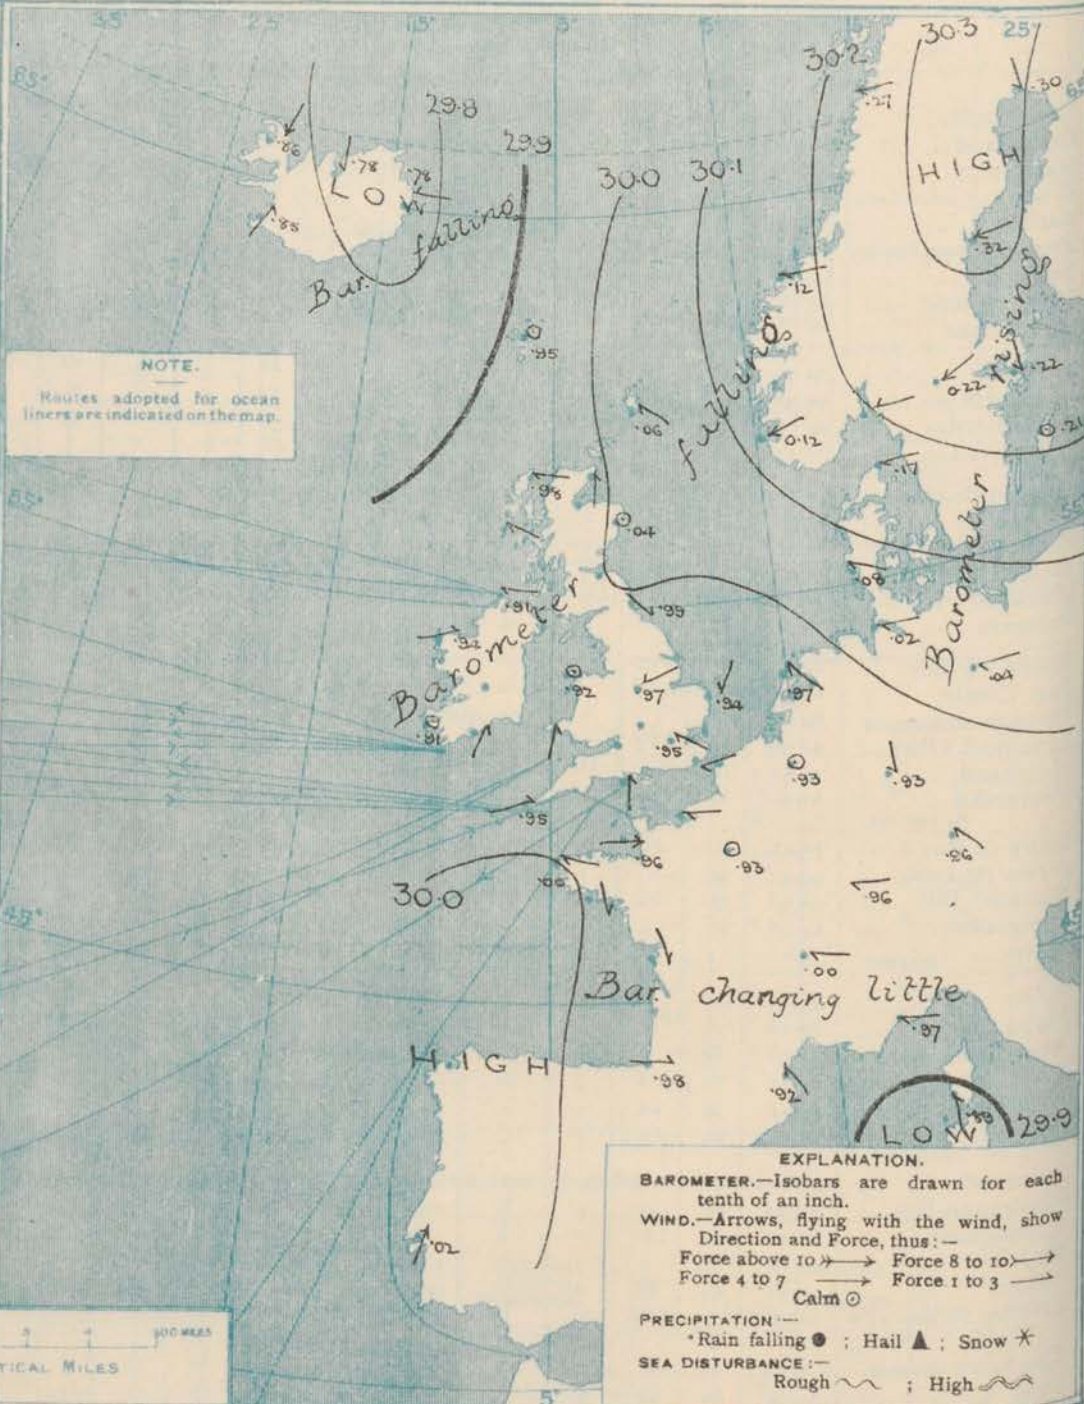 35° 25° 15° 5° 5° 25°
30.3
30.2
65°
.30
.27
29.8
29.9
.86
.78 .78
HIGH
30.0 30.1
LOW
.88
falling
.32
Bar.
.12
rising
.95
NOTE.
Routes adopted for ocean
liners are indicated on the map.
.22
0.22
falling
.06
0.12
0.21
.17
.98
55°
.04
55°
.08
.91
.99
Barometer
Barometer
.92
.02
.92
.97
.94
.97
.94
.91
.95
.93
.93
.95
.96
.93
.96
30.0
45°
.00
Bar. changing little
.97
HIGH
.98
.92
LOW
29.9
.02
EXPLANATION.
BAROMETER.—Isobars are drawn for each
tenth of an inch.
WIND.—Arrows, flying with the wind, show
Direction and Force, thus:—
Force above 10 Force 8 to 10
Force 4 to 7 Force 1 to 3
Calm
PRECIPITATION:—
Rain falling ; Hail ; Snow
SEA DISTURBANCE:—
Rough ; High
MILES
TICAL MILES
5°